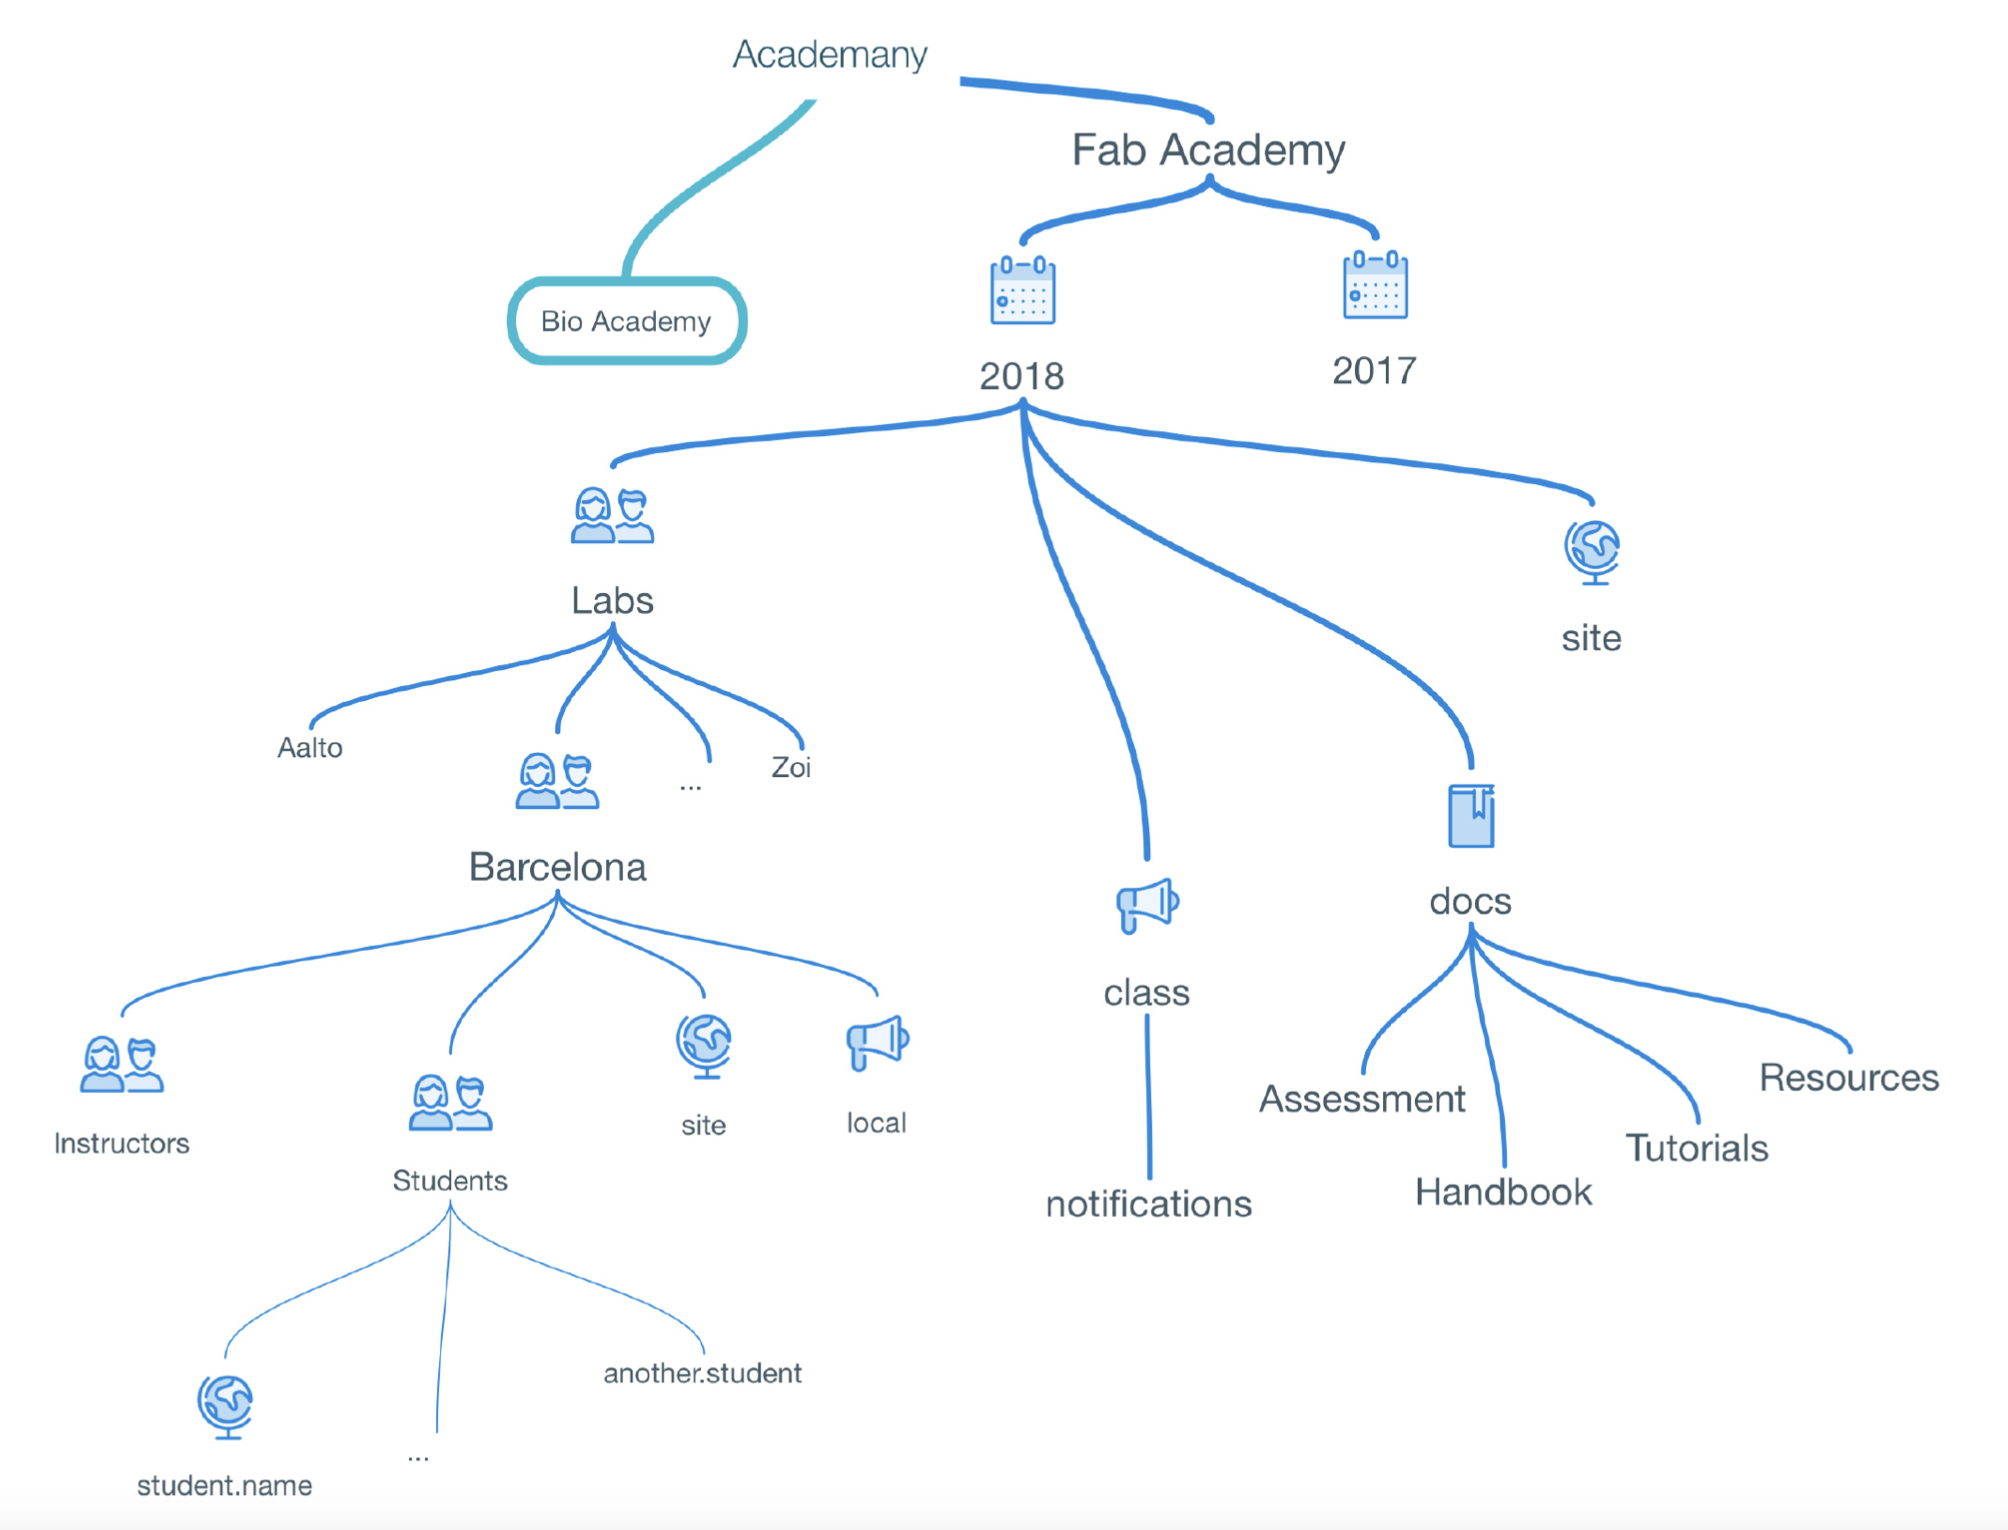 Academany
Fab Academy
Bio Academy
2018
2017
Labs
site
Aalto
...
Zoi
Barcelona
docs
class
Assessment
Resources
Tutorials
Handbook
notifications
Instructors
Students
site
local
another.student
...
student.name